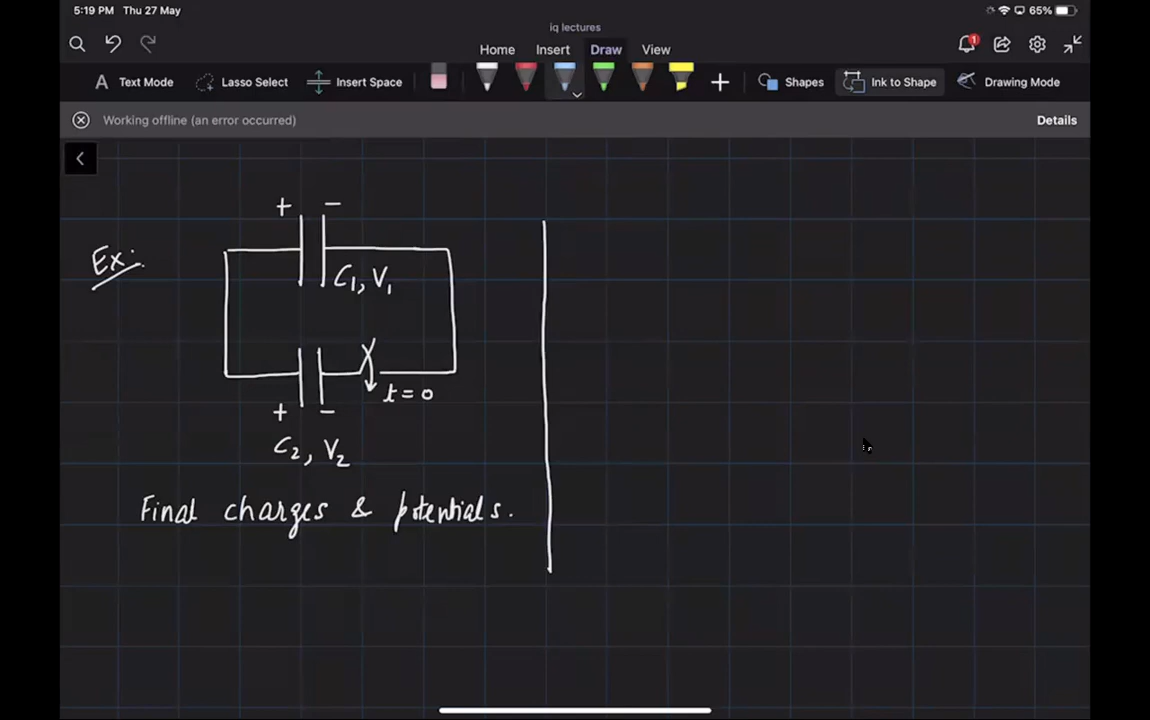 5:19 PM Thu 27 May
65%
iq lectures
Home Insert Draw View
1
Text Mode Lasso Select Insert Space Shapes Ink to Shape Drawing Mode
Working offline (an error occurred) Details
+ −
Ex:
C₁, V₁
t = 0
+ −
C₂, V₂
Final charges & potentials.